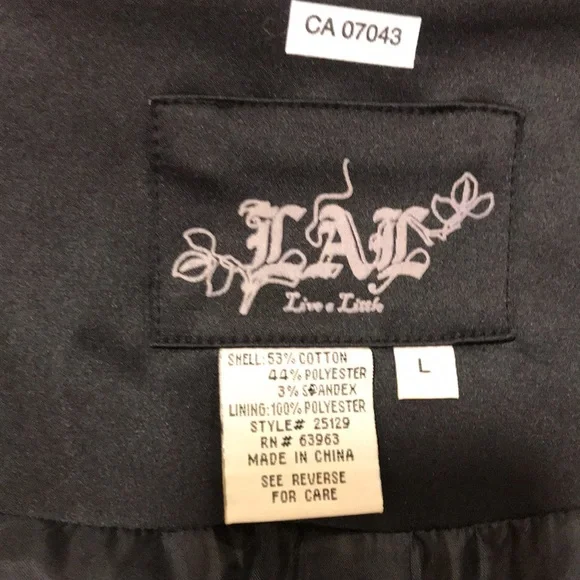 CA 07043
LAL
Live a Little
SHELL: 53% COTTON
44% POLYESTER
3% SPANDEX
LINING: 100% POLYESTER
STYLE# 25129
RN# 63963
MADE IN CHINA
SEE REVERSE
FOR CARE
L